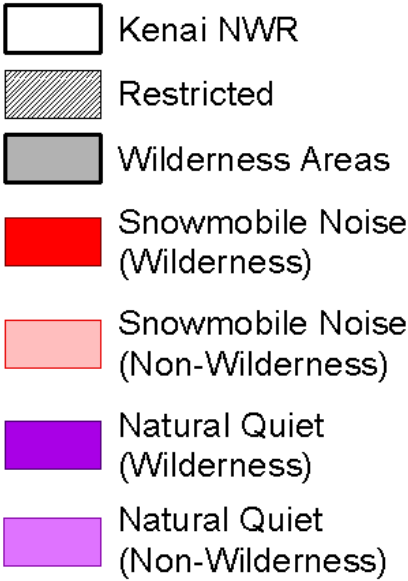 Kenai NWR
Restricted
Wilderness Areas
Snowmobile Noise
(Wilderness)
Snowmobile Noise
(Non-Wilderness)
Natural Quiet
(Wilderness)
Natural Quiet
(Non-Wilderness)